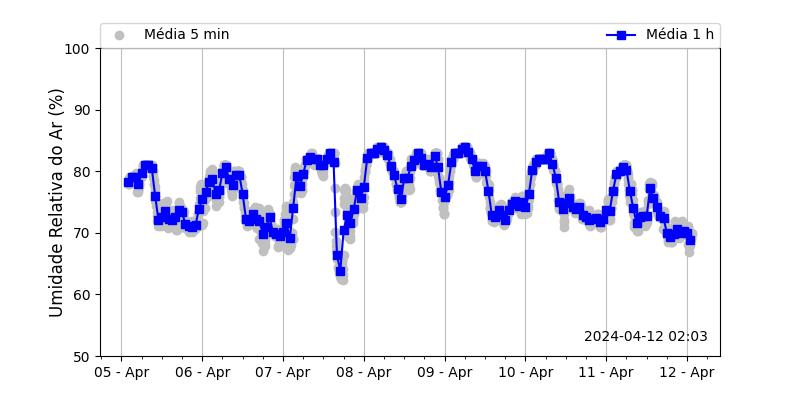 Média 5 min
Média 1 h
Umidade Relativa do Ar (%)
100
90
80
70
60
50
2024-04-12 02:03
05 - Apr
06 - Apr
07 - Apr
08 - Apr
09 - Apr
10 - Apr
11 - Apr
12 - Apr